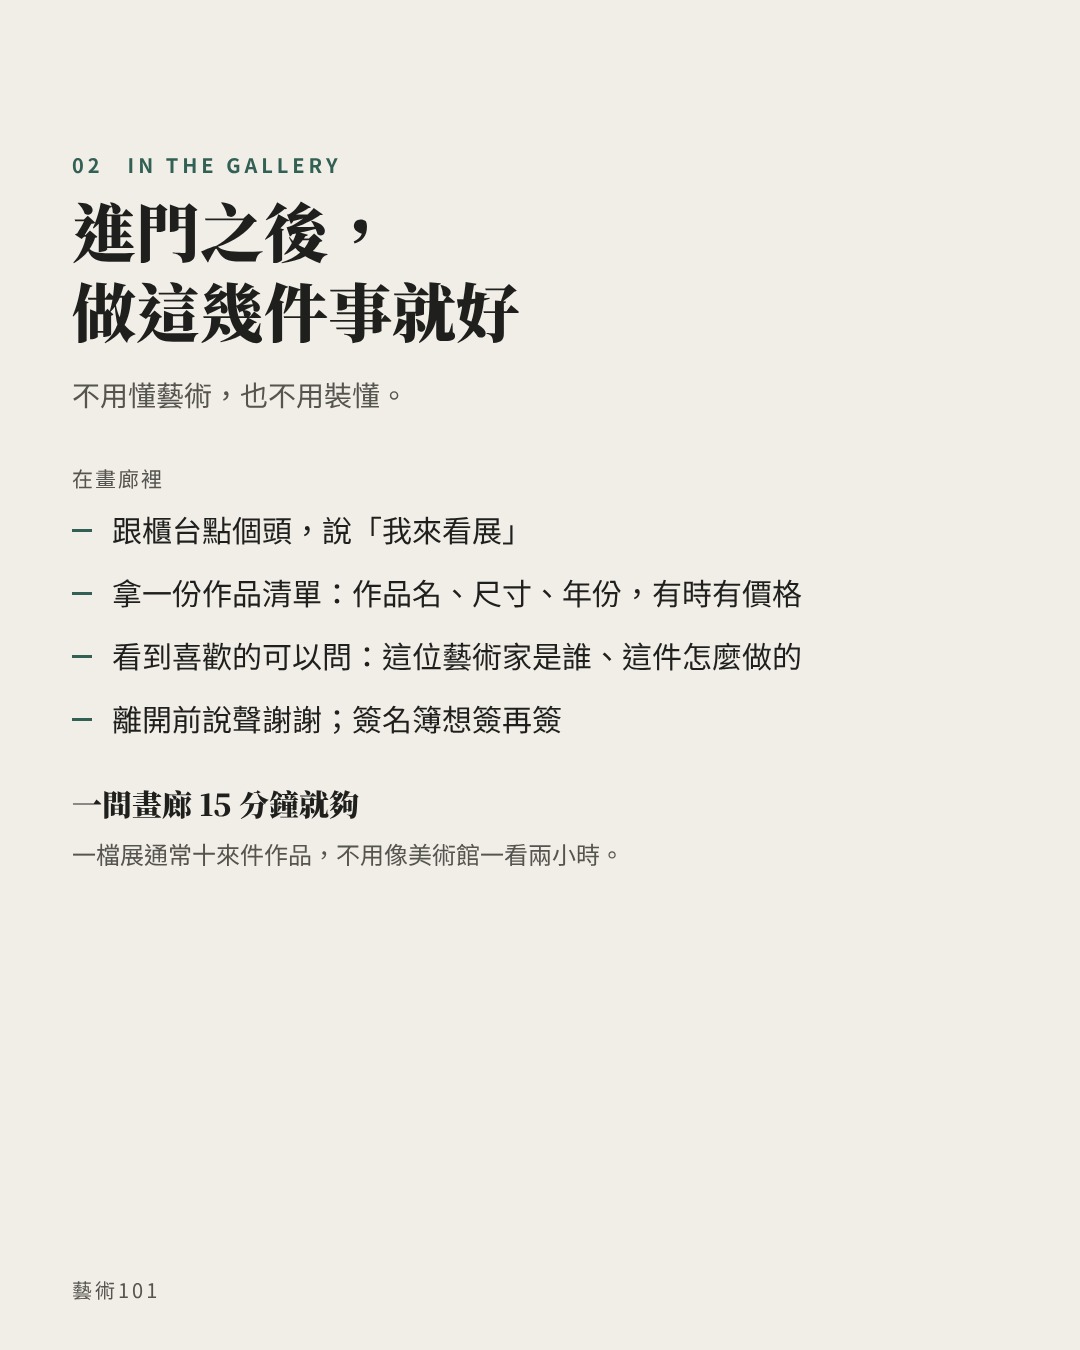 02 IN THE GALLERY
進門之後，
做這幾件事就好
不用懂藝術，也不用裝懂。
在畫廊裡
— 跟櫃台點個頭，說「我來看展」
— 拿一份作品清單：作品名、尺寸、年份，有時有價格
— 看到喜歡的可以問：這位藝術家是誰、這件怎麼做的
— 離開前說聲謝謝；簽名簿想簽再簽
一間畫廊 15 分鐘就夠
一檔展通常十來件作品，不用像美術館一看兩小時。
藝術101